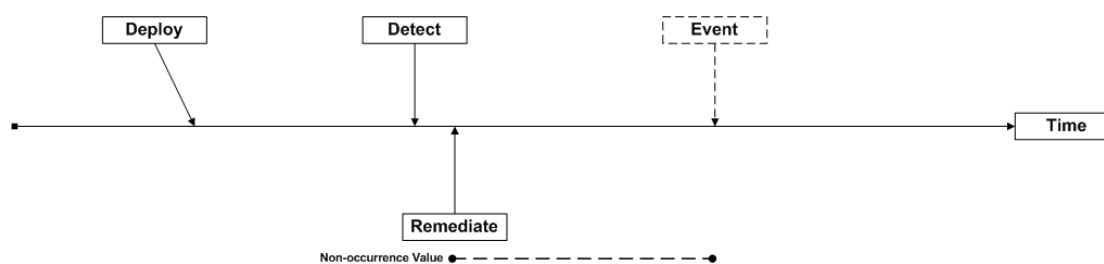 Deploy
Detect
Event
Time
Remediate
Non-occurrence Value